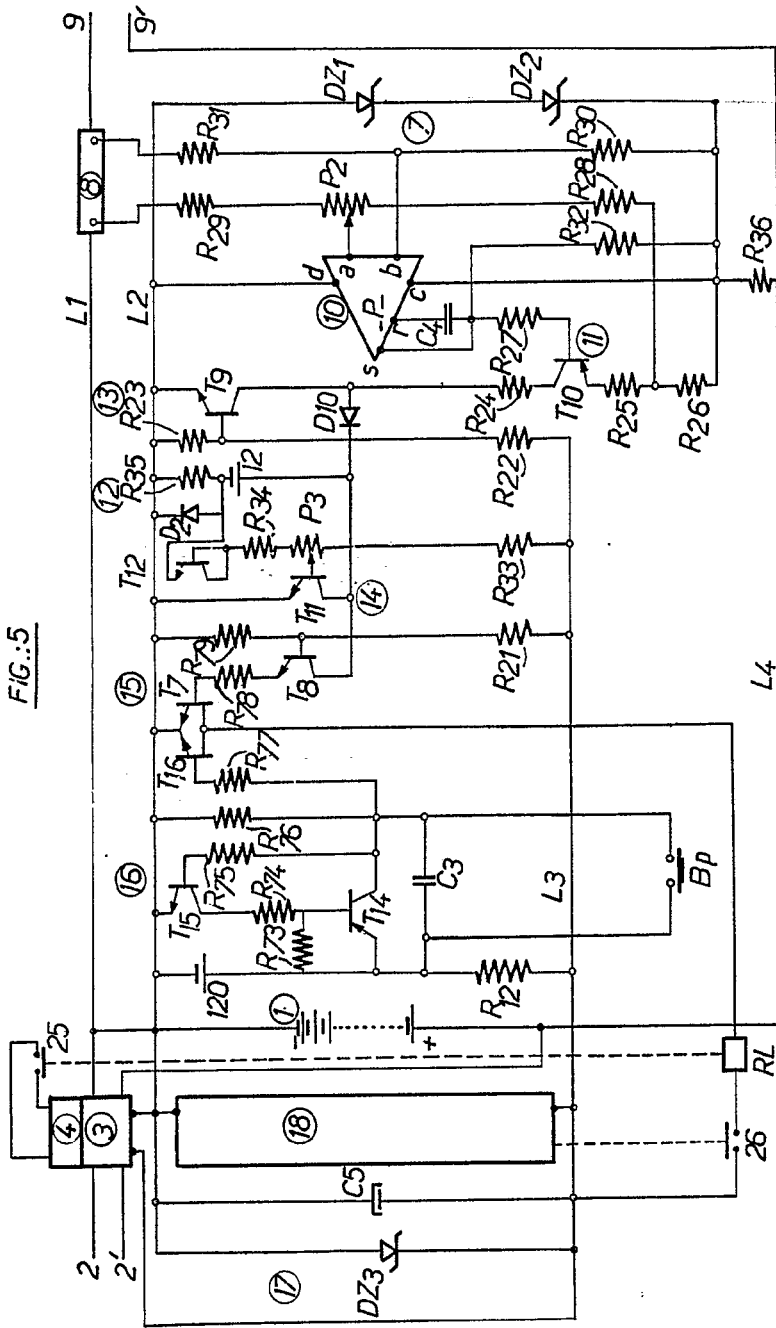 FIG.:5
2
2'
④
③
25
L1
L2
⑧
9
9'
⑰
DZ3
C5
⑱
26
RL
①
-
+
120
R12
⑯
T15
R73
R74
R75
R76
R77
T14
C3
Bp
L3
L4
⑮
T16
T7
R78
R79
T8
R21
⑭
T11
T12
D2
R34
P3
R33
⑫
R35
12
⑬
R23
T9
D10
R22
R24
T10
⑪
R25
R26
R27
C4
⑩
s
r
-P-
d
a
b
c
R29
P2
R31
R32
R28
R30
R36
⑦
DZ1
DZ2